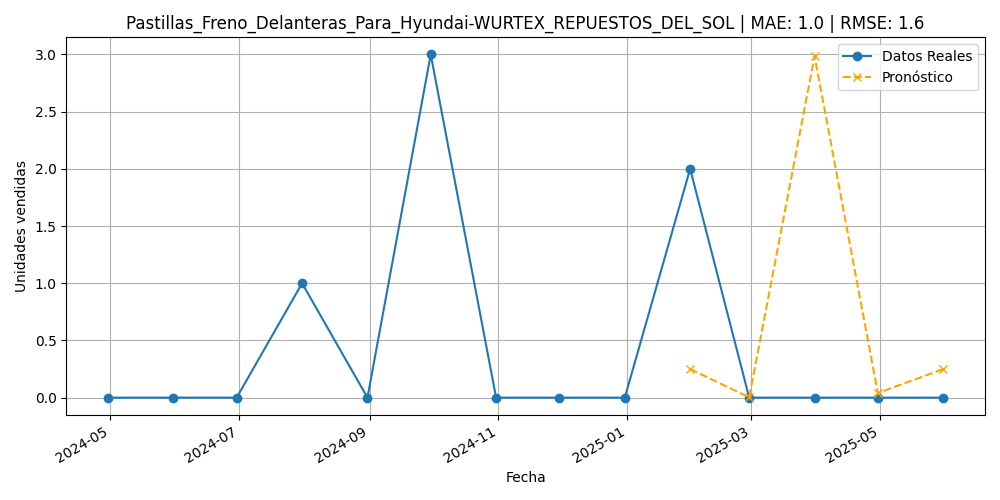 Pastillas_Freno_Delanteras_Para_Hyundai-WURTEX_REPUESTOS_DEL_SOL | MAE: 1.0 | RMSE: 1.6
Datos Reales
Pronóstico
Unidades vendidas
3.0
2.5
2.0
1.5
1.0
0.5
0.0
2024-05
2024-07
2024-09
2024-11
2025-01
2025-03
2025-05
Fecha